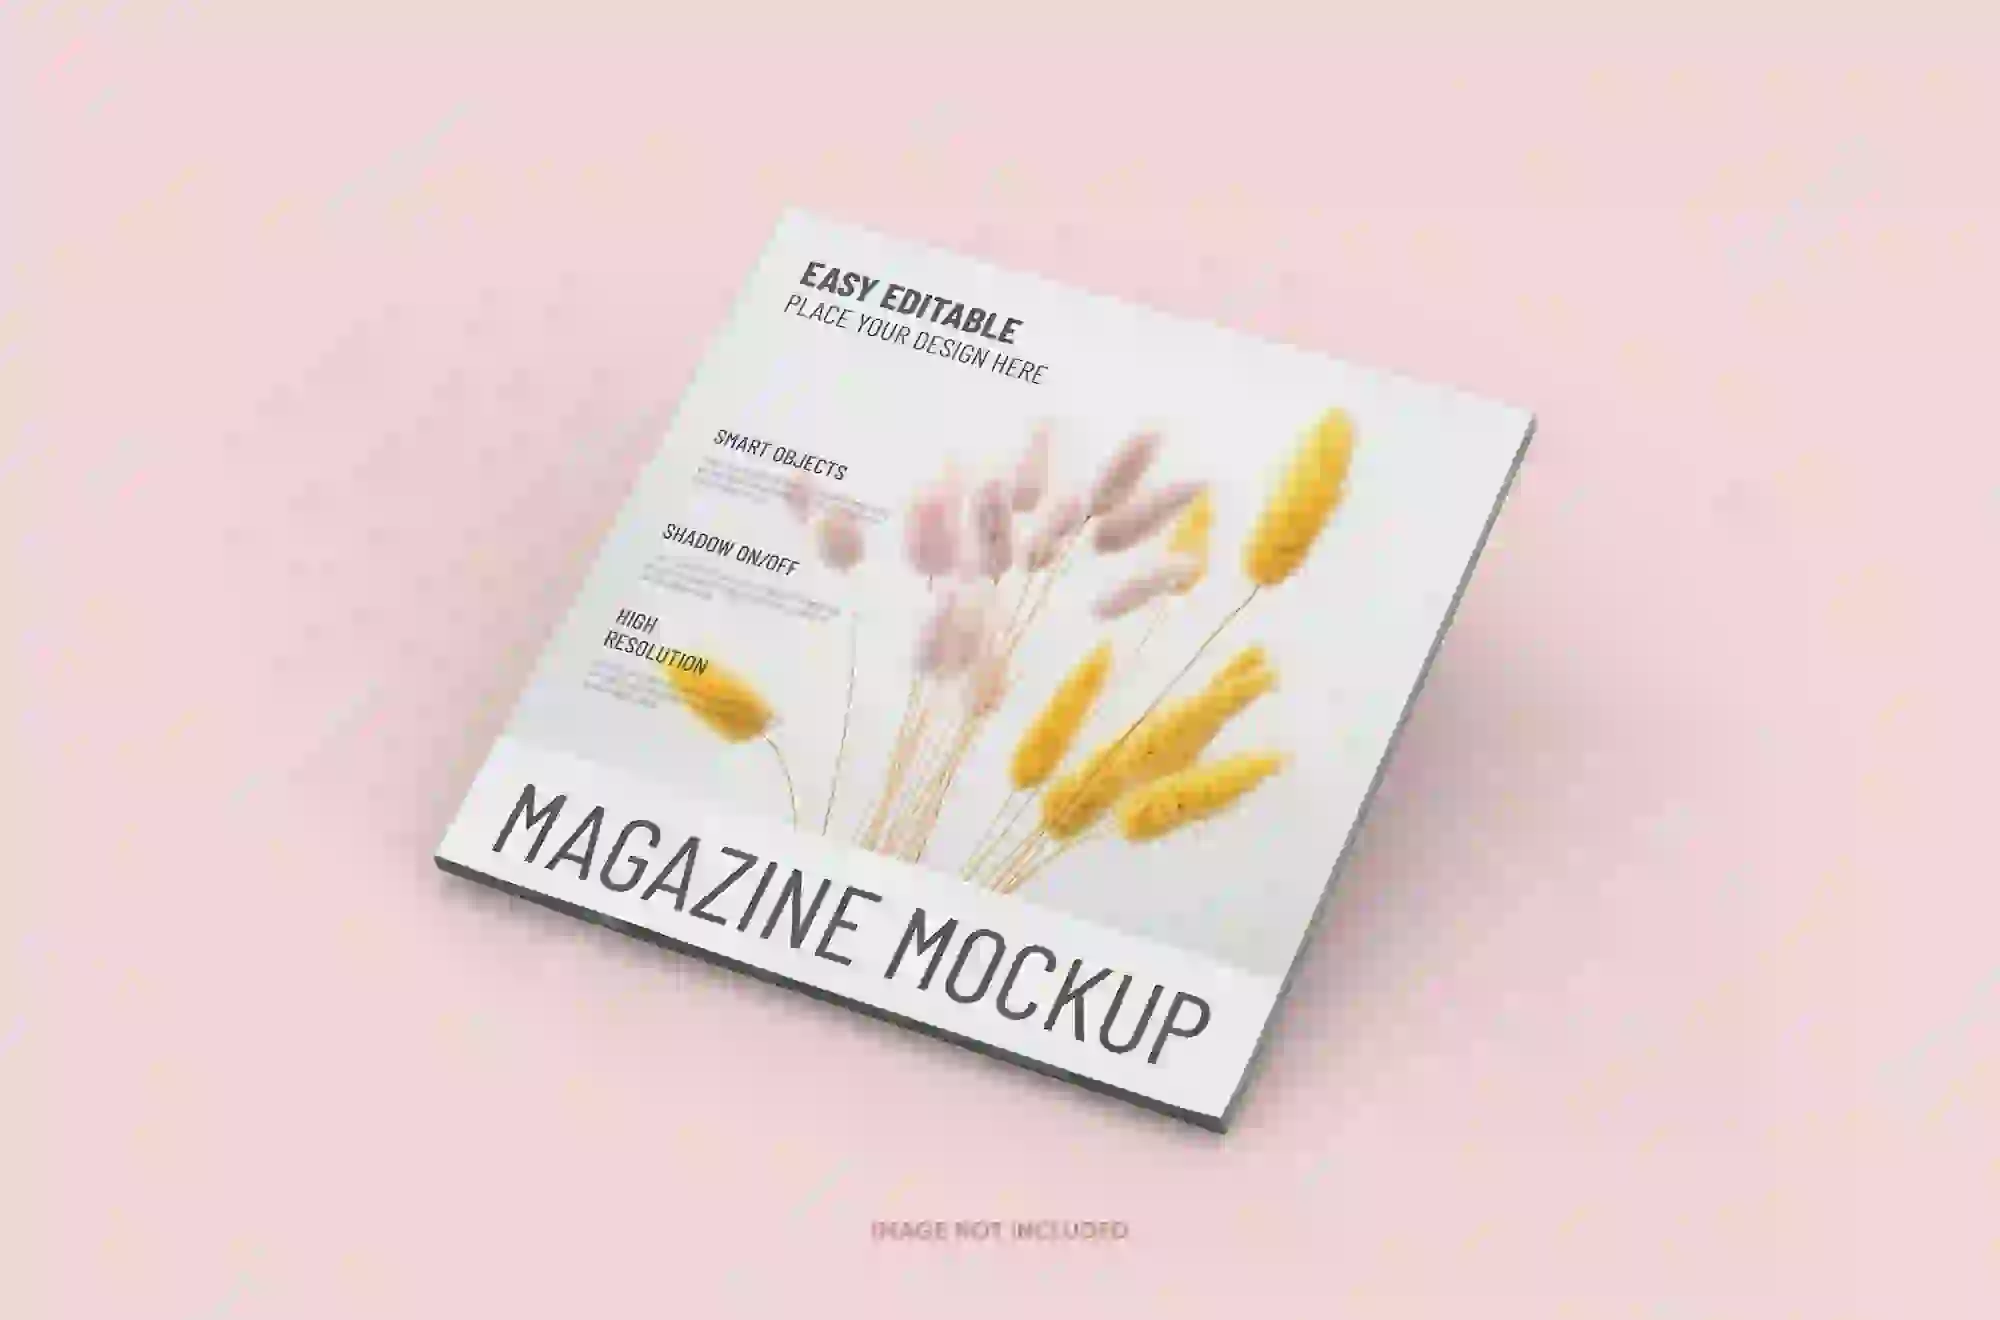 EASY EDITABLE
PLACE YOUR DESIGN HERE
SMART OBJECTS
SHADOW ON/OFF
HIGH
RESOLUTION
MAGAZINE MOCKUP
IMAGE NOT INCLUDED